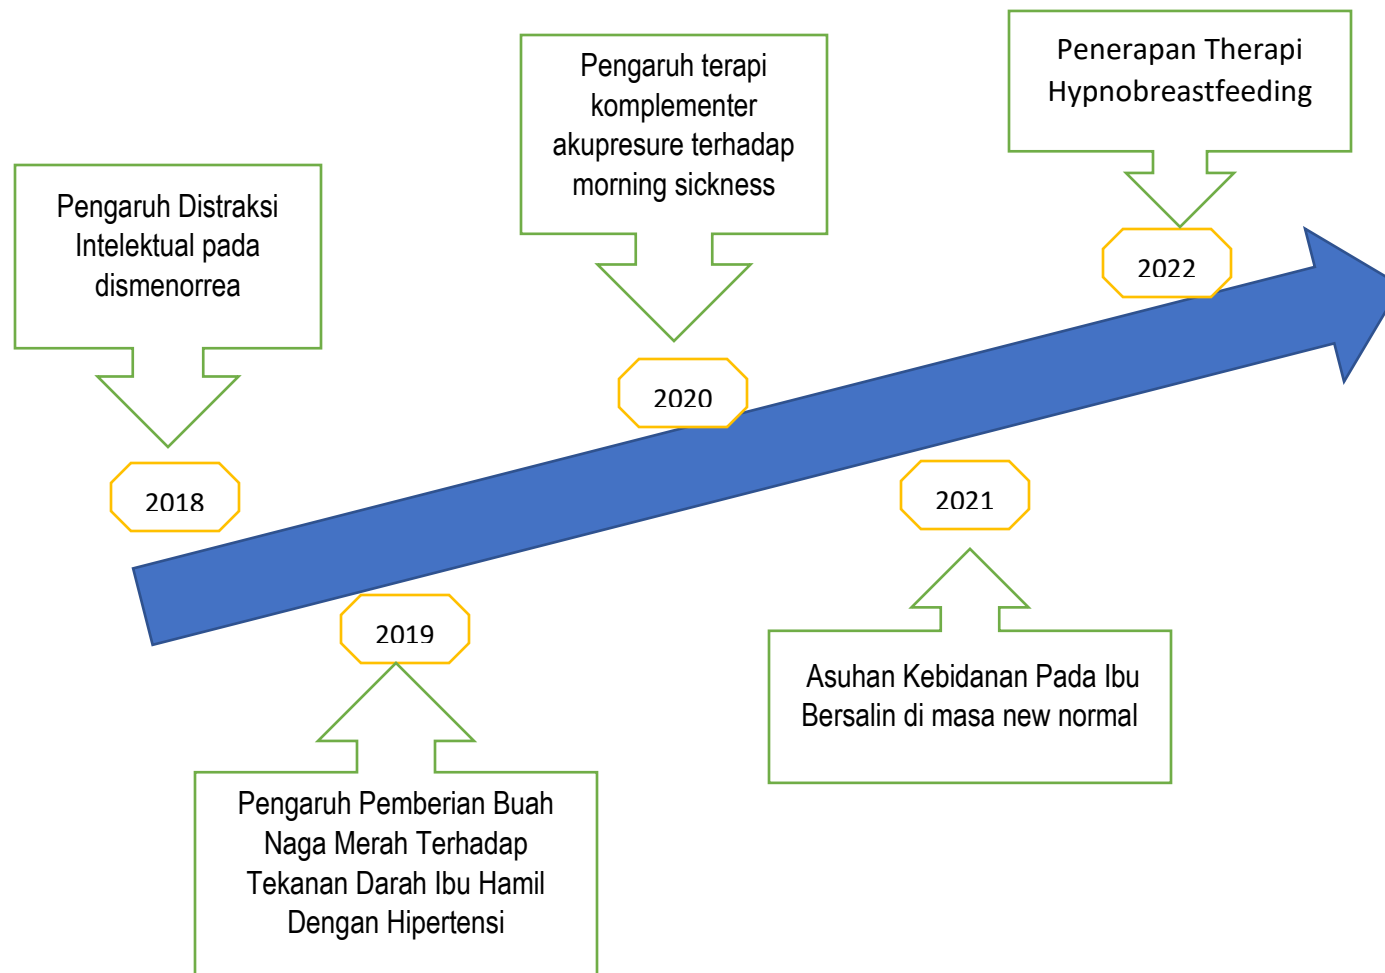 Pengaruh Distraksi
Intelektual pada
dismenorrea
2018
Pengaruh Pemberian Buah
Naga Merah Terhadap
Tekanan Darah Ibu Hamil
Dengan Hipertensi
2019
Pengaruh terapi
komplementer
akupresure terhadap
morning sickness
2020
Asuhan Kebidanan Pada Ibu
Bersalin di masa new normal
2021
Penerapan Therapi
Hypnobreastfeeding
2022